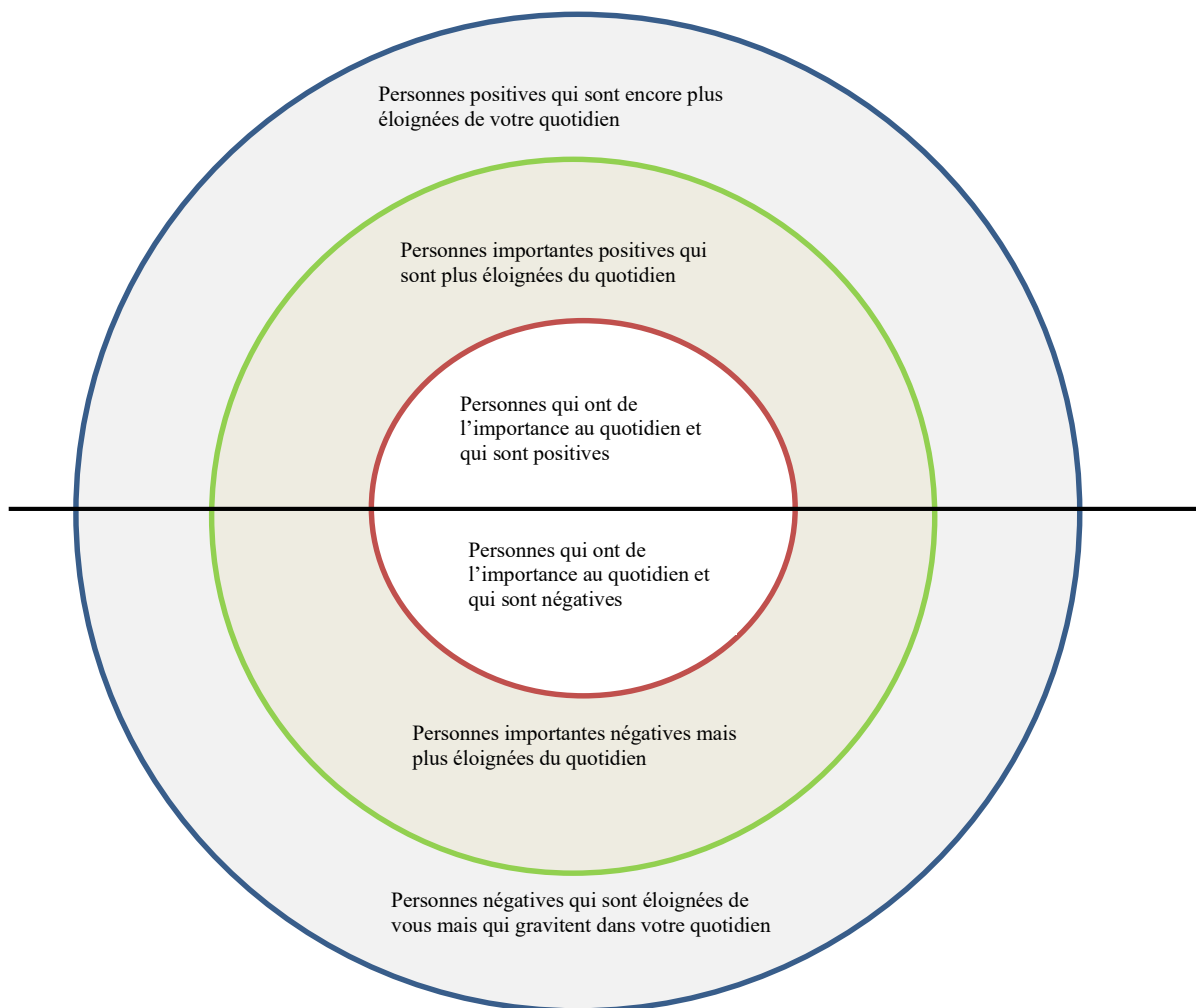 Personnes positives qui sont encore plus
éloignées de votre quotidien
Personnes importantes positives qui
sont plus éloignées du quotidien
Personnes qui ont de
l’importance au quotidien et
qui sont positives
Personnes qui ont de
l’importance au quotidien et
qui sont négatives
Personnes importantes négatives mais
plus éloignées du quotidien
Personnes négatives qui sont éloignées de
vous mais qui gravitent dans votre quotidien